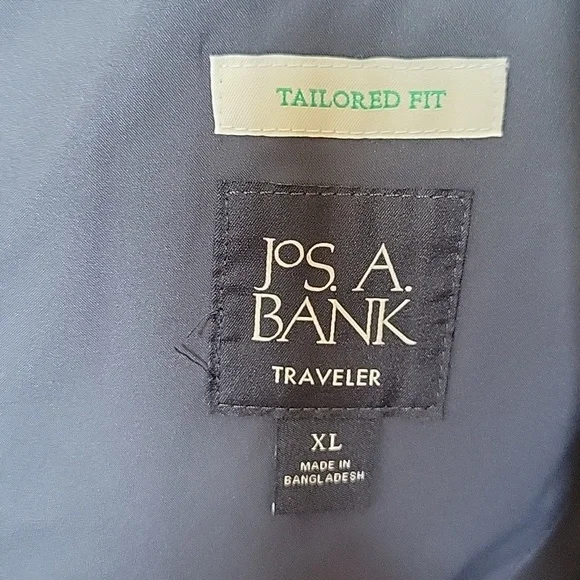 TAILORED FIT
JOS. A.
BANK
TRAVELER
XL
MADE IN
BANGLADESH